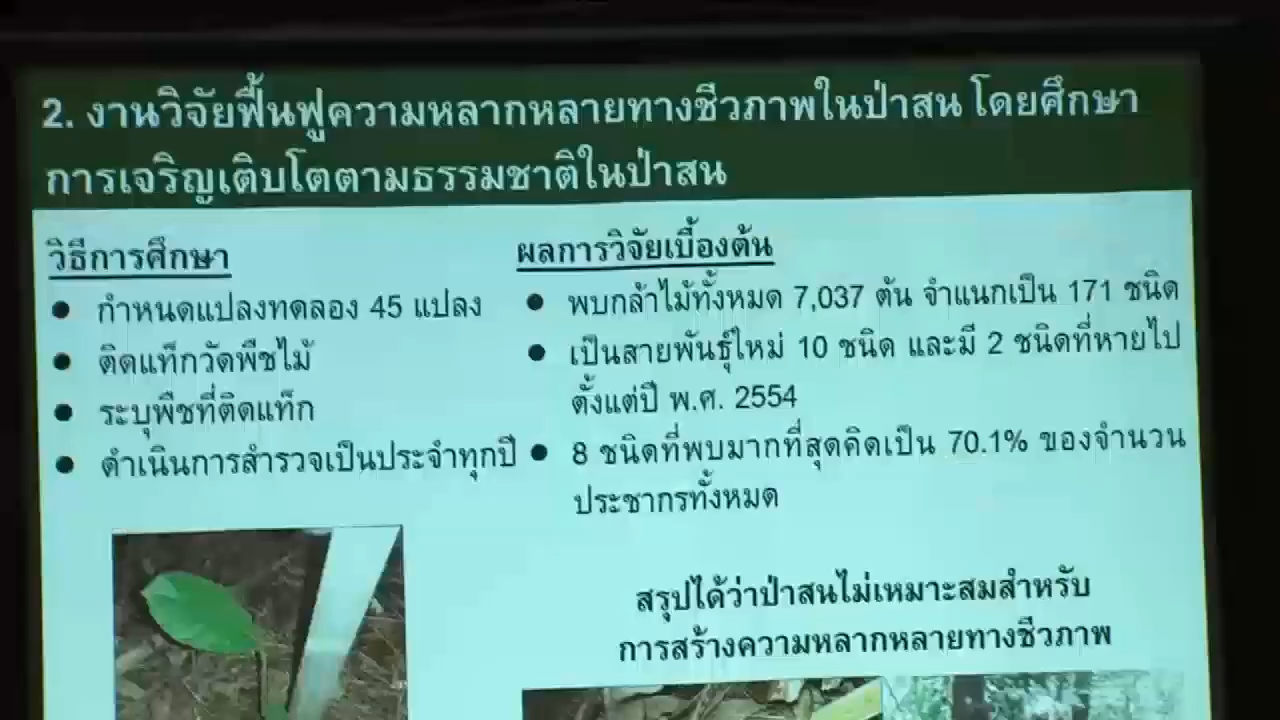 2. งานวิจัยฟื้นฟูความหลากหลายทางชีวภาพในป่าสน โดยศึกษา
การเจริญเติบโตตามธรรมชาติในป่าสน
วิธีการศึกษา
● กำหนดแปลงทดลอง 45 แปลง
● ติดแท็กวัดพืชไม้
● ระบุพืชที่ติดแท็ก
● ดำเนินการสำรวจเป็นประจำทุกปี
ผลการวิจัยเบื้องต้น
● พบกล้าไม้ทั้งหมด 7,037 ต้น จำแนกเป็น 171 ชนิด
● เป็นสายพันธุ์ใหม่ 10 ชนิด และมี 2 ชนิดที่หายไป
ตั้งแต่ปี พ.ศ. 2554
● 8 ชนิดที่พบมากที่สุดคิดเป็น 70.1% ของจำนวน
ประชากรทั้งหมด
สรุปได้ว่าป่าสนไม่เหมาะสมสำหรับ
การสร้างความหลากหลายทางชีวภาพ